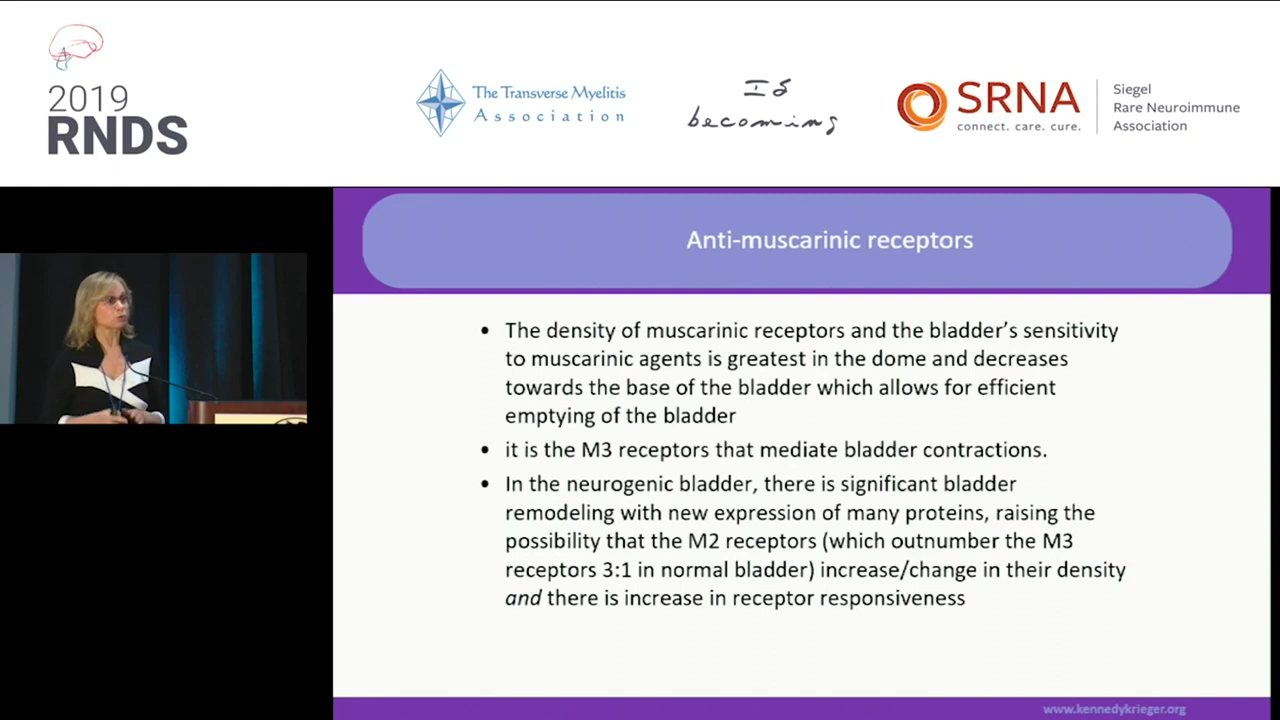 2019
RNDS
The Transverse Myelitis
Association
Is
becoming
SRNA
connect. care. cure.
Siegel
Rare Neuroimmune
Association
Anti-muscarinic receptors
• The density of muscarinic receptors and the bladder’s sensitivity
to muscarinic agents is greatest in the dome and decreases
towards the base of the bladder which allows for efficient
emptying of the bladder
• it is the M3 receptors that mediate bladder contractions.
• In the neurogenic bladder, there is significant bladder
remodeling with new expression of many proteins, raising the
possibility that the M2 receptors (which outnumber the M3
receptors 3:1 in normal bladder) increase/change in their density
and there is increase in receptor responsiveness
www.kennedykrieger.org